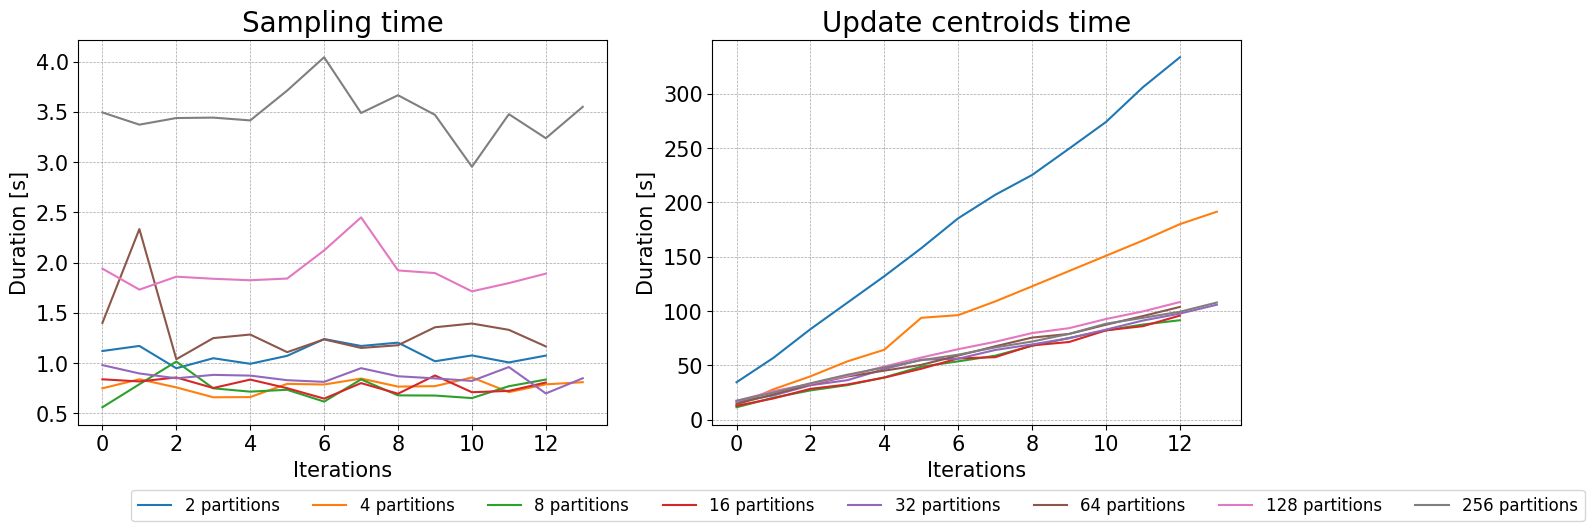 Sampling time
Duration [s]
4.0
3.5
3.0
2.5
2.0
1.5
1.0
0.5
0 2 4 6 8 10 12
Iterations
Update centroids time
Duration [s]
300
250
200
150
100
50
0
0 2 4 6 8 10 12
Iterations
2 partitions 4 partitions 8 partitions 16 partitions 32 partitions 64 partitions 128 partitions 256 partitions